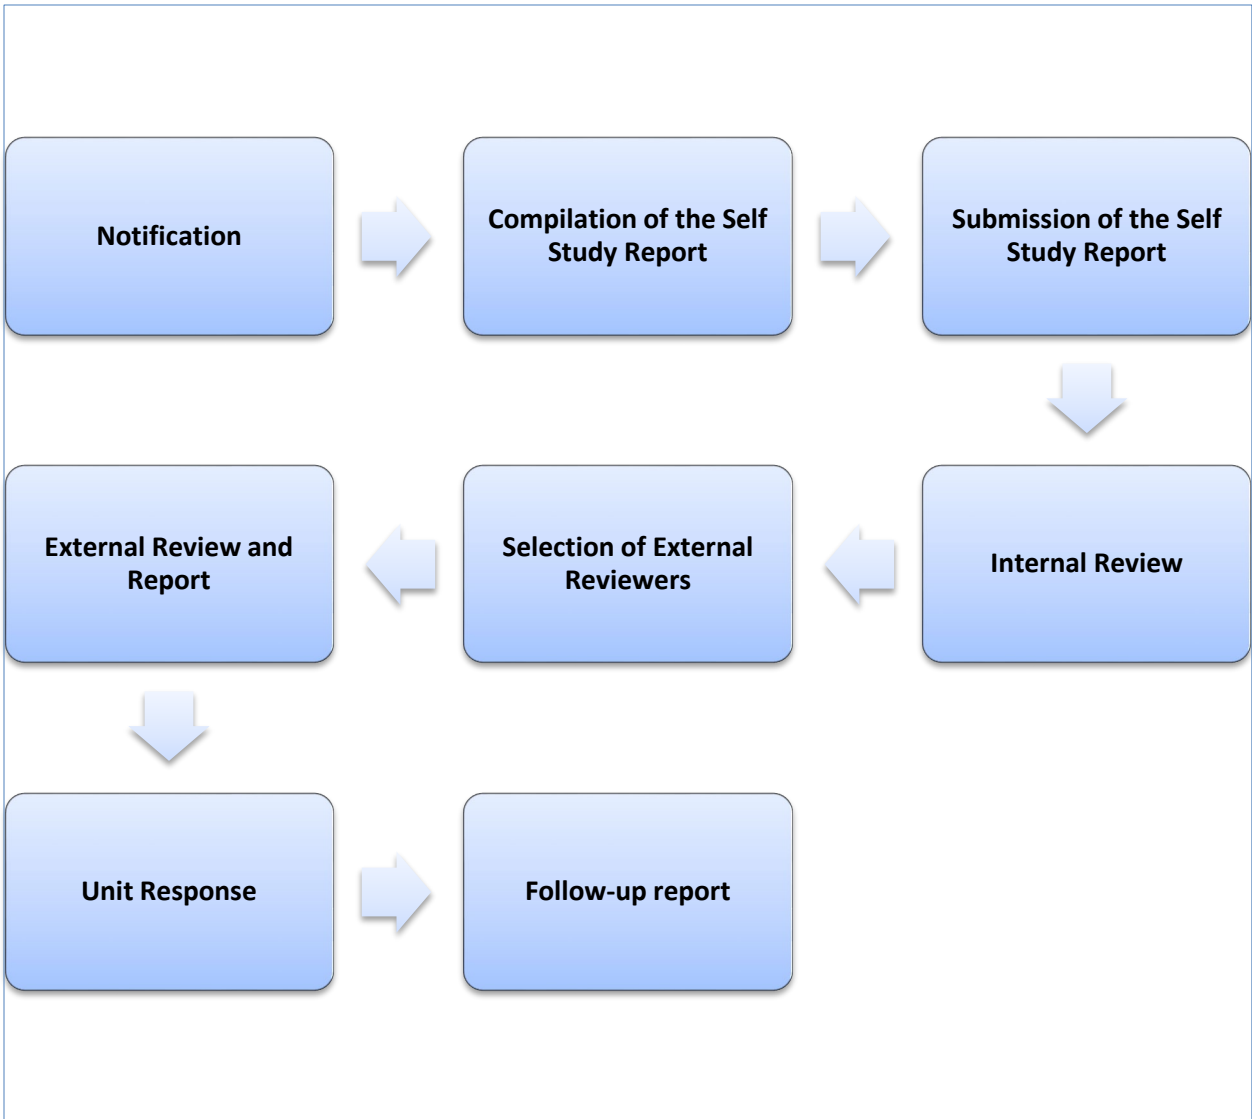 Notification
Compilation of the Self
Study Report
Submission of the Self
Study Report
Internal Review
Selection of External
Reviewers
External Review and
Report
Unit Response
Follow-up report